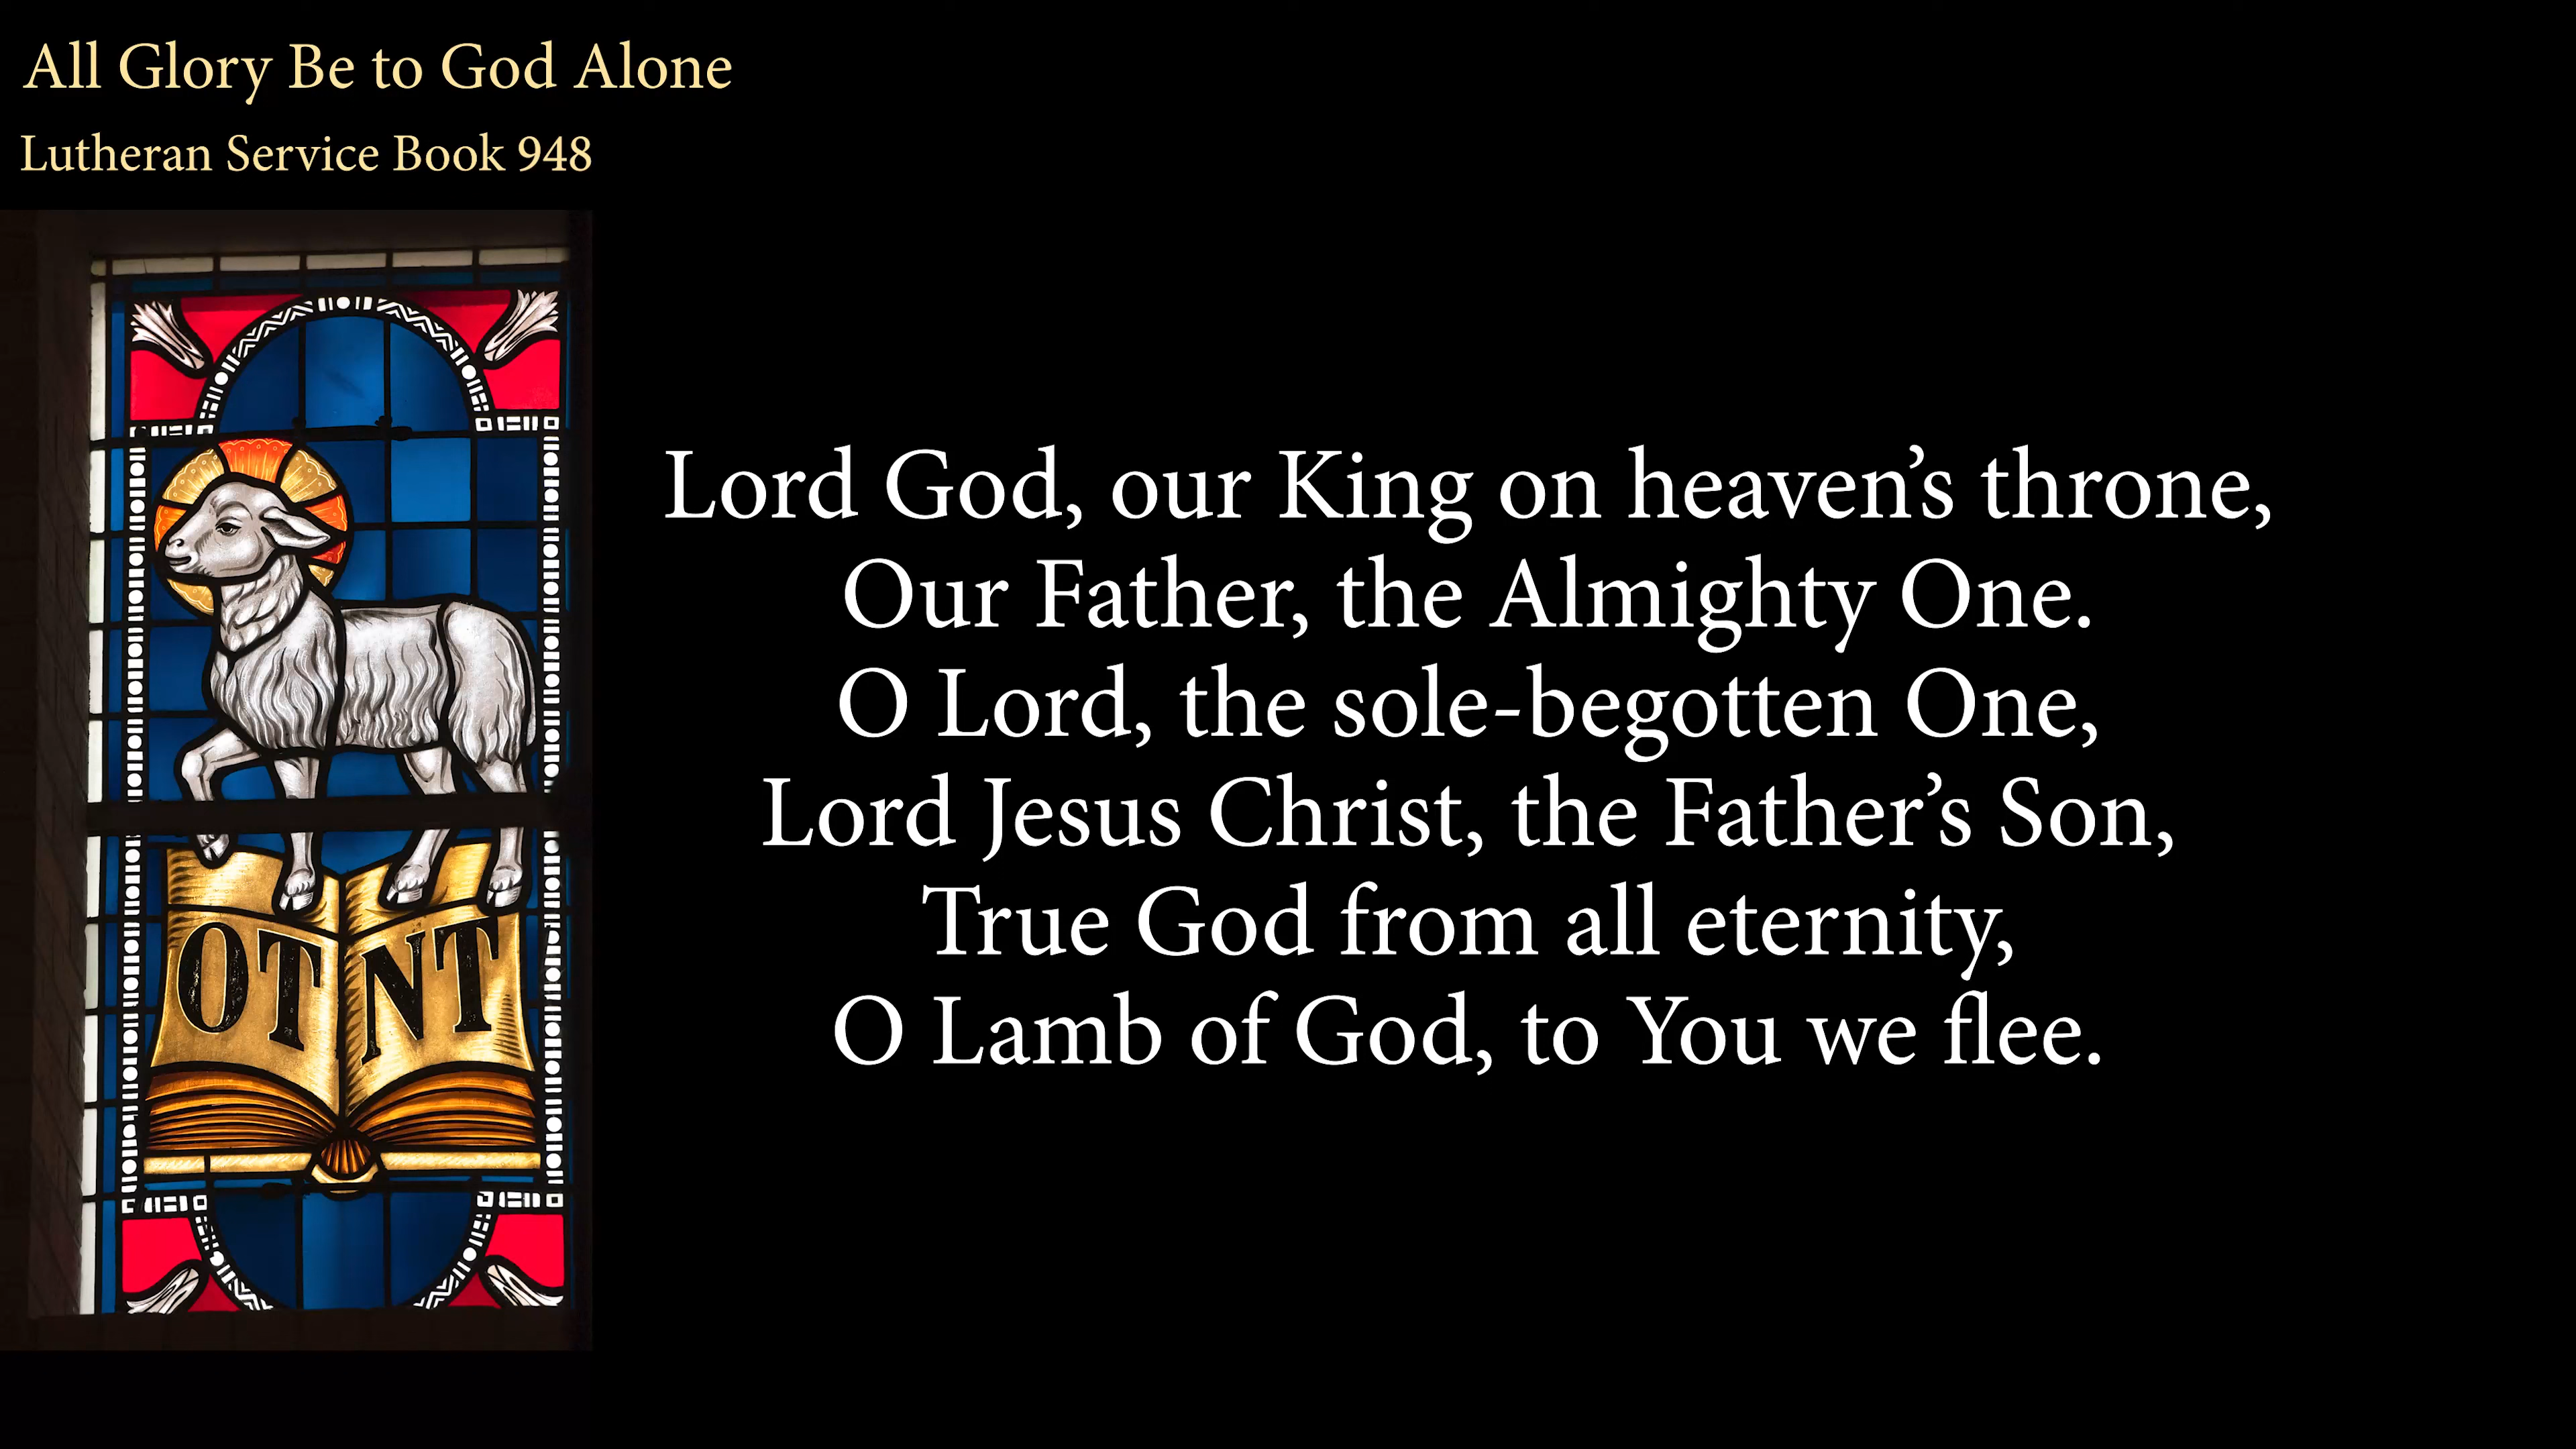 All Glory Be to God Alone
Lutheran Service Book 948
Lord God, our King on heaven’s throne,
Our Father, the Almighty One.
O Lord, the sole-begotten One,
Lord Jesus Christ, the Father’s Son,
True God from all eternity,
O Lamb of God, to You we flee.
OT NT